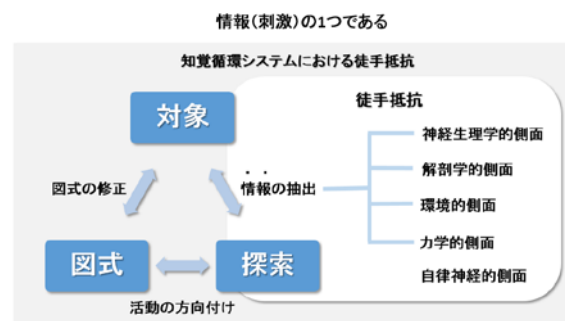 情報(刺激)の1つである
知覚循環システムにおける徒手抵抗
対象
徒手抵抗
神経生理学的側面
解剖学的側面
環境的側面
力学的側面
自律神経的側面
図式の修正
情報の抽出
図式
探索
活動の方向付け